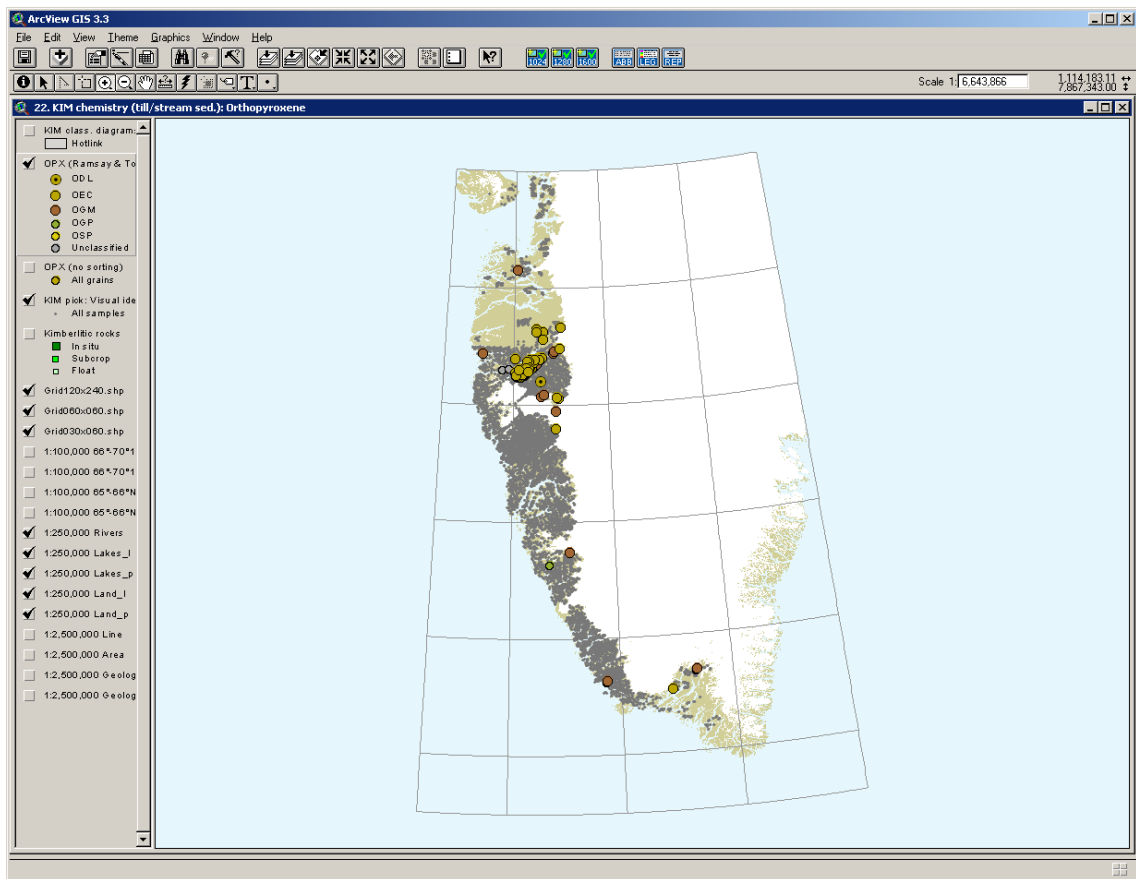 ArcView GIS 3.3
File Edit View Theme Graphics Window Help
1024 1280 1600 ABB LEG REP
Scale 1: 6,643,866
1,114,183.11
7,867,343.00
22. KIM chemistry (till/stream sed.): Orthopyroxene
KIM class. diagram
Hotlink
OPX (Ramsay & To
ODL
OEC
OGM
OGP
OSP
Unclassified
OPX (no sorting)
All grains
KIM pick: Visual ide
All samples
Kimberlitic rocks
In situ
Subcrop
Float
Grid120x240.shp
Grid060x060.shp
Grid030x060.shp
1:100,000 66°-70°1
1:100,000 66°-70°1
1:100,000 65°-66°N
1:100,000 65°-66°N
1:250,000 Rivers
1:250,000 Lakes_l
1:250,000 Lakes_p
1:250,000 Land_l
1:250,000 Land_p
1:2,500,000 Line
1:2,500,000 Area
1:2,500,000 Geolog
1:2,500,000 Geolog